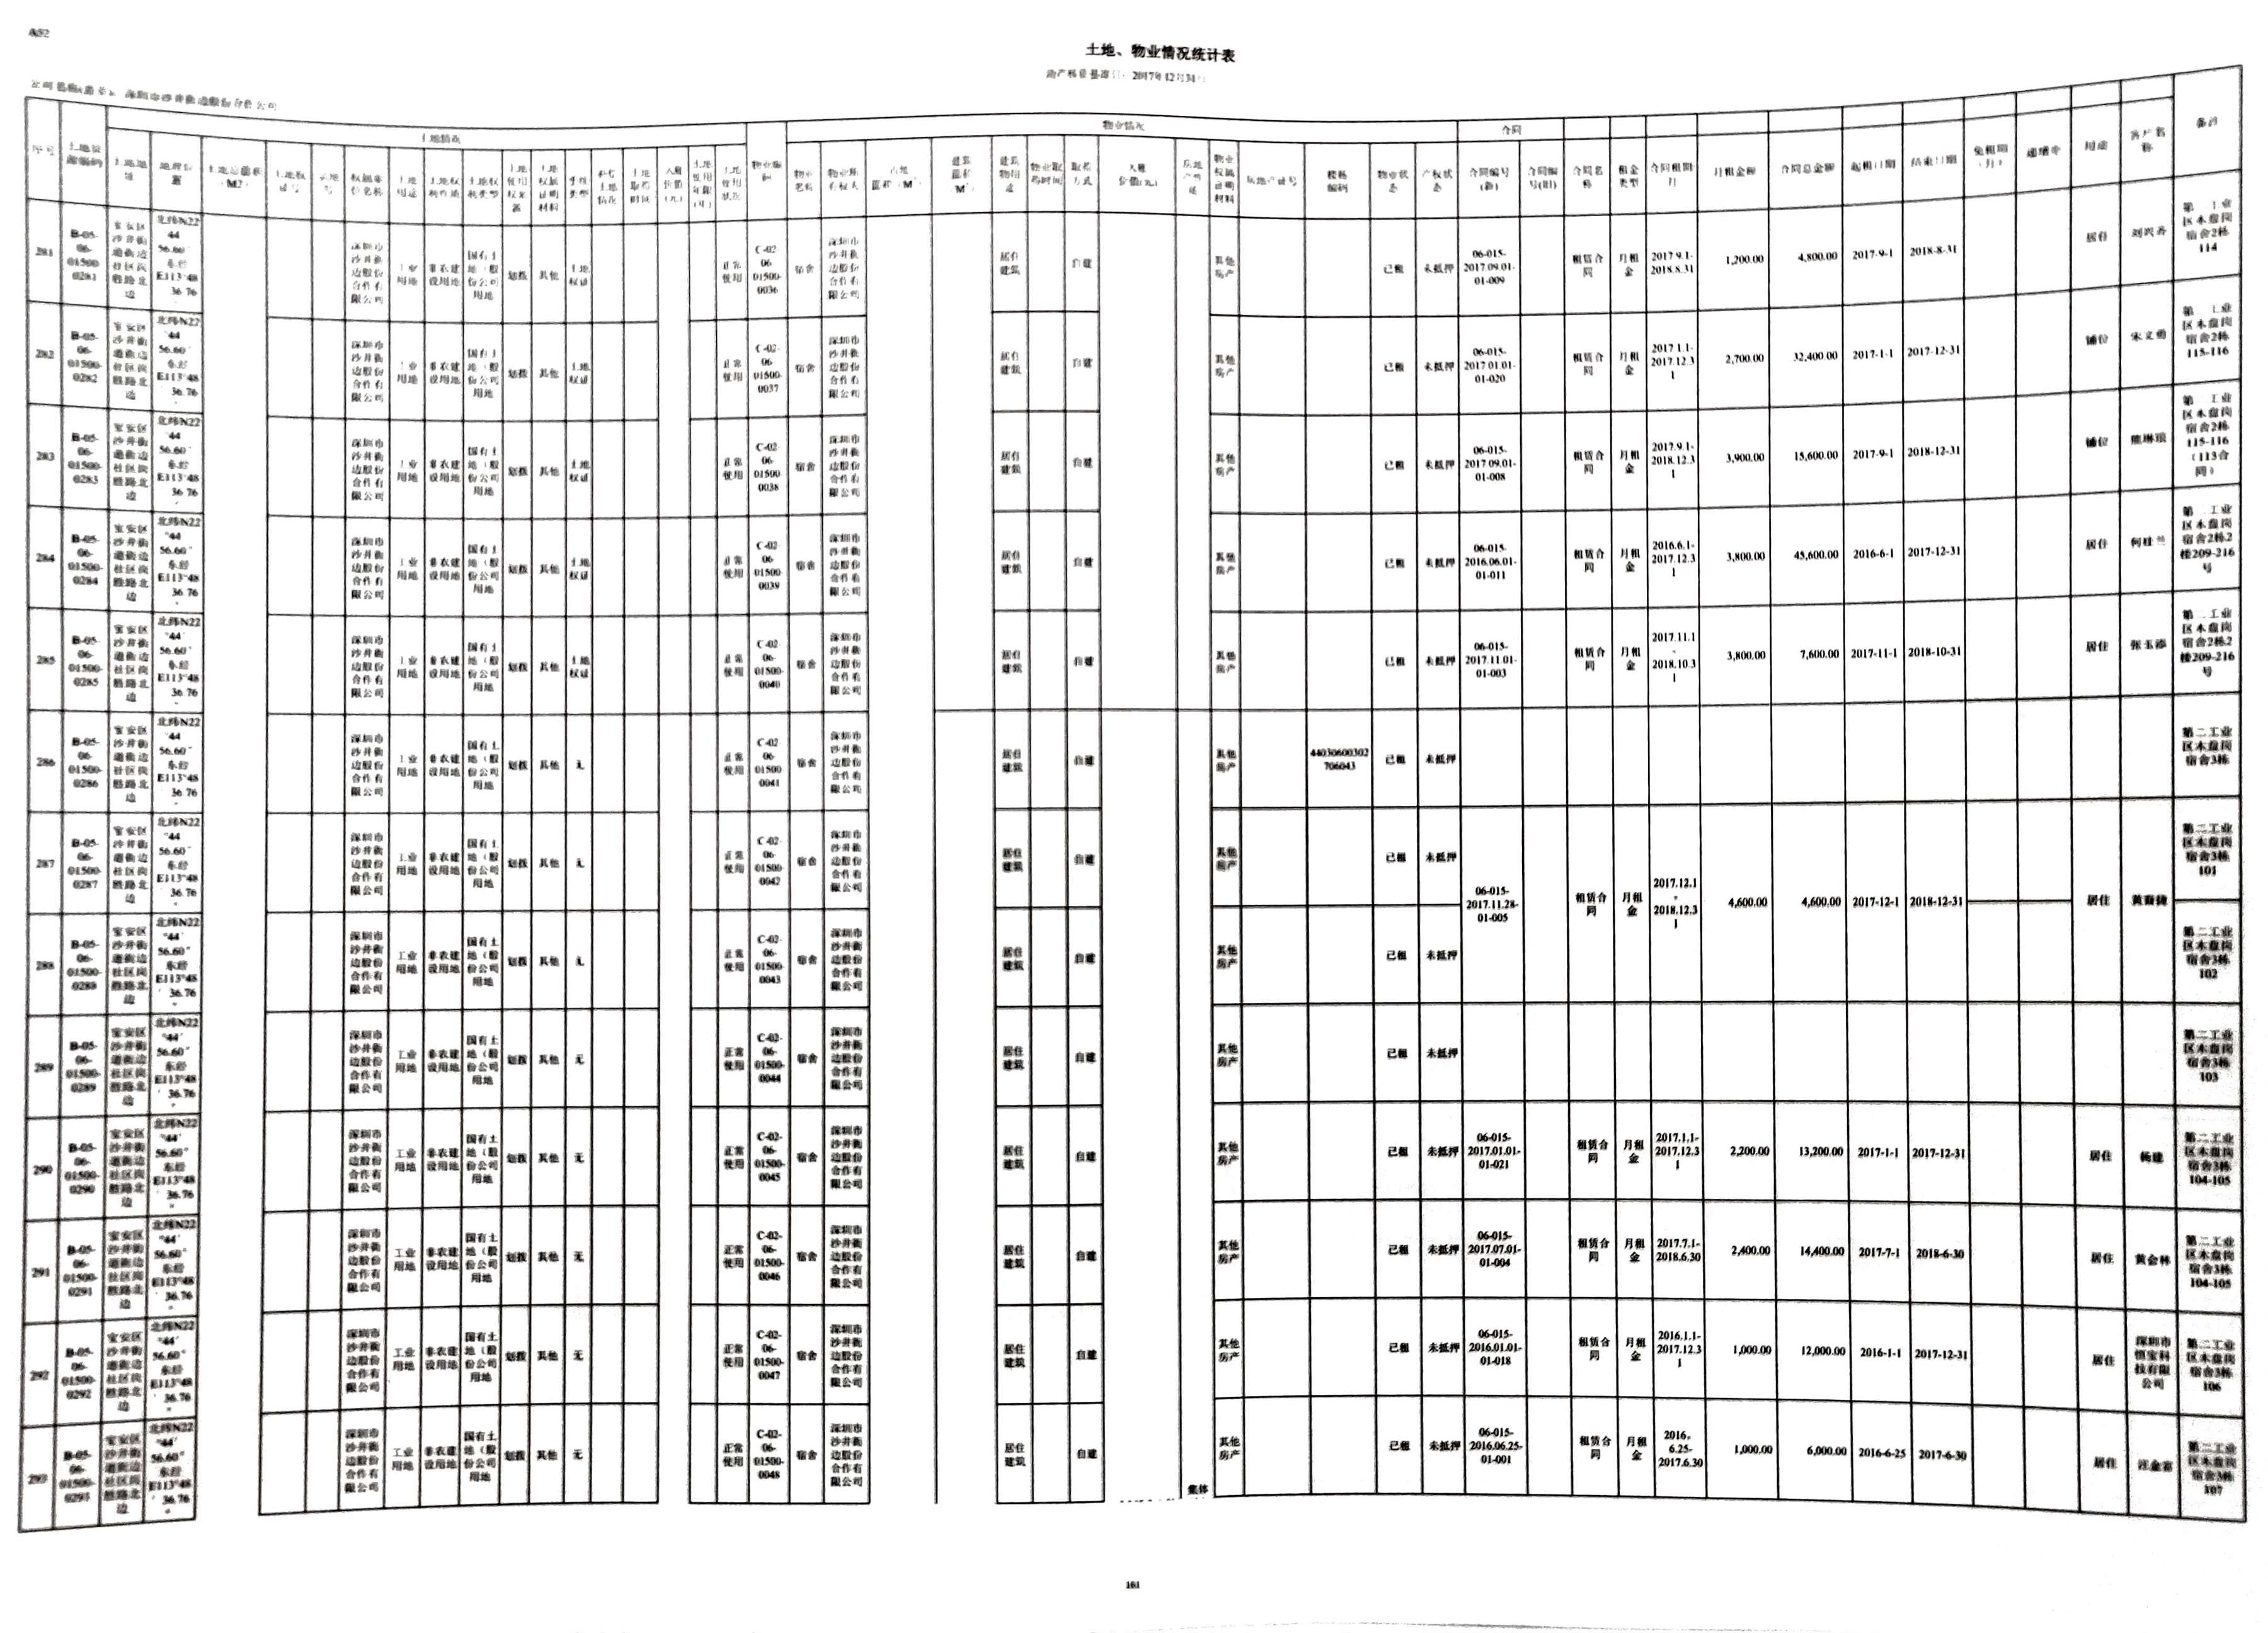 土地、物业情况统计表
资产核资基准日：2017年12月31日
土地情况 物业情况 合同
序号 土地资源编码 土地地址 土地权证号 权属单位名称 土地用途 土地权利性质 土地权利类型 土地使用权来源 土地权属证明材料 土地取得时间 入账价值(元) 土地使用年限(年) 土地使用状况 物业编码 物业名称 物业权利人 建筑面积(M²) 建筑物用途 物业取得时间 取得方式 入账价值(元) 物业权属证明材料 房地产证号 楼栋编码 物业状态 产权状态 合同编号(新) 合同编号(旧) 合同名称 租金类型 合同租期/月 月租金额 合同总金额 起租日期 结束日期 免租期(月) 递增率 用途 客户名称 备注
281 B-05-06-01500-0281 宝安区沙井衙边社区岗胜路北边 北纬N22°44′56.60″东经E113°48′36.76″ 深圳市沙井衙边股份合作有限公司 工业用地 非农建设用地 国有土地（股份公司用地 划拨 其他 土地权证 正常使用 C-02-06-01500-0036 宿舍 深圳市沙井衙边股份合作有限公司 居住建筑 自建 其他房产 已租 未抵押 06-015-2017.09.01-01-009 租赁合同 月租金 2017.9.1-2018.8.31 1,200.00 4,800.00 2017-9-1 2018-8-31 居住 第二工业区木盘岗宿舍2栋114
282 B-05-06-01500-0282 宝安区沙井衙边社区岗胜路北边 北纬N22°44′56.60″东经E113°48′36.76″ 深圳市沙井衙边股份合作有限公司 工业用地 非农建设用地 国有土地（股份公司用地 划拨 其他 土地权证 正常使用 C-02-06-01500-0037 宿舍 深圳市沙井衙边股份合作有限公司 居住建筑 自建 其他房产 已租 未抵押 06-015-2017.01.01-01-020 租赁合同 月租金 2017.1.1-2017.12.31 2,700.00 32,400.00 2017-1-1 2017-12-31 铺位 宋文勇 第二工业区木盘岗宿舍2栋115-116
283 B-05-06-01500-0283 宝安区沙井衙边社区岗胜路北边 北纬N22°44′56.60″东经E113°48′36.76″ 深圳市沙井衙边股份合作有限公司 工业用地 非农建设用地 国有土地（股份公司用地 划拨 其他 土地权证 正常使用 C-02-06-01500-0038 宿舍 深圳市沙井衙边股份合作有限公司 居住建筑 自建 其他房产 已租 未抵押 06-015-2017.09.01-01-008 租赁合同 月租金 2017.9.1-2018.12.31 3,900.00 15,600.00 2017-9-1 2018-12-31 铺位 第二工业区木盘岗宿舍2栋115-116（113合同）
284 B-05-06-01500-0284 宝安区沙井衙边社区岗胜路北边 北纬N22°44′56.60″东经E113°48′36.76″ 深圳市沙井衙边股份合作有限公司 工业用地 非农建设用地 国有土地（股份公司用地 划拨 其他 土地权证 正常使用 C-02-06-01500-0039 宿舍 深圳市沙井衙边股份合作有限公司 居住建筑 自建 其他房产 已租 未抵押 06-015-2016.06.01-01-011 租赁合同 月租金 2016.6.1-2017.12.31 3,800.00 45,600.00 2016-6-1 2017-12-31 居住 何桂兰 第二工业区木盘岗宿舍2栋2楼209-216号
285 B-05-06-01500-0285 宝安区沙井衙边社区岗胜路北边 北纬N22°44′56.60″东经E113°48′36.76″ 深圳市沙井衙边股份合作有限公司 工业用地 非农建设用地 国有土地（股份公司用地 划拨 其他 土地权证 正常使用 C-02-06-01500-0040 宿舍 深圳市沙井衙边股份合作有限公司 居住建筑 自建 其他房产 已租 未抵押 06-015-2017.11.01-01-003 租赁合同 月租金 2017.11.1-2018.10.31 3,800.00 7,600.00 2017-11-1 2018-10-31 居住 张玉添 第二工业区木盘岗宿舍2栋2楼209-216号
286 B-05-06-01500-0286 宝安区沙井衙边社区岗胜路北边 北纬N22°44′56.60″东经E113°48′36.76″ 深圳市沙井衙边股份合作有限公司 工业用地 非农建设用地 国有土地（股份公司用地 划拨 其他 无 正常使用 C-02-06-01500-0041 宿舍 深圳市沙井衙边股份合作有限公司 居住建筑 自建 其他房产 44030600302706043 已租 未抵押 第二工业区木盘岗宿舍3栋
287 B-05-06-01500-0287 宝安区沙井衙边社区岗胜路北边 北纬N22°44′56.60″东经E113°48′36.76″ 深圳市沙井衙边股份合作有限公司 工业用地 非农建设用地 国有土地（股份公司用地 划拨 其他 无 正常使用 C-02-06-01500-0042 宿舍 深圳市沙井衙边股份合作有限公司 居住建筑 自建 其他房产 已租 未抵押 06-015-2017.11.28-01-005 租赁合同 月租金 2017.12.1-2018.12.31 4,600.00 4,600.00 2017-12-1 2018-12-31 居住 第二工业区木盘岗宿舍3栋101
288 B-05-06-01500-0288 宝安区沙井衙边社区岗胜路北边 北纬N22°44′56.60″东经E113°48′36.76″ 深圳市沙井衙边股份合作有限公司 工业用地 非农建设用地 国有土地（股份公司用地 划拨 其他 无 正常使用 C-02-06-01500-0043 宿舍 深圳市沙井衙边股份合作有限公司 居住建筑 自建 其他房产 已租 未抵押 第二工业区木盘岗宿舍3栋102
289 B-05-06-01500-0289 宝安区沙井衙边社区岗胜路北边 北纬N22°44′56.60″东经E113°48′36.76″ 深圳市沙井衙边股份合作有限公司 工业用地 非农建设用地 国有土地（股份公司用地 划拨 其他 无 正常使用 C-02-06-01500-0044 宿舍 深圳市沙井衙边股份合作有限公司 居住建筑 自建 其他房产 已租 未抵押 第二工业区木盘岗宿舍3栋103
290 B-05-06-01500-0290 宝安区沙井衙边社区岗胜路北边 北纬N22°44′56.60″东经E113°48′36.76″ 深圳市沙井衙边股份合作有限公司 工业用地 非农建设用地 国有土地（股份公司用地 划拨 其他 无 正常使用 C-02-06-01500-0045 宿舍 深圳市沙井衙边股份合作有限公司 居住建筑 自建 其他房产 已租 未抵押 06-015-2017.01.01-01-021 租赁合同 月租金 2017.1.1-2017.12.31 2,200.00 13,200.00 2017-1-1 2017-12-31 居住 杨建 第二工业区木盘岗宿舍3栋104-105
291 B-05-06-01500-0291 宝安区沙井衙边社区岗胜路北边 北纬N22°44′56.60″东经E113°48′36.76″ 深圳市沙井衙边股份合作有限公司 工业用地 非农建设用地 国有土地（股份公司用地 划拨 其他 无 正常使用 C-02-06-01500-0046 宿舍 深圳市沙井衙边股份合作有限公司 居住建筑 自建 其他房产 已租 未抵押 06-015-2017.07.01-01-004 租赁合同 月租金 2017.7.1-2018.6.30 2,400.00 14,400.00 2017-7-1 2018-6-30 居住 黄会林 第二工业区木盘岗宿舍3栋104-105
292 B-05-06-01500-0292 宝安区沙井衙边社区岗胜路北边 北纬N22°44′56.60″东经E113°48′36.76″ 深圳市沙井衙边股份合作有限公司 工业用地 非农建设用地 国有土地（股份公司用地 划拨 其他 无 正常使用 C-02-06-01500-0047 宿舍 深圳市沙井衙边股份合作有限公司 居住建筑 自建 其他房产 已租 未抵押 06-015-2016.01.01-01-018 租赁合同 月租金 2016.1.1-2017.12.31 1,000.00 12,000.00 2016-1-1 2017-12-31 居住 深圳市恒宝科技有限公司 第二工业区木盘岗宿舍3栋106
293 B-05-06-01500-0293 宝安区沙井衙边社区岗胜路北边 北纬N22°44′56.60″东经E113°48′36.76″ 深圳市沙井衙边股份合作有限公司 工业用地 非农建设用地 国有土地（股份公司用地 划拨 其他 无 正常使用 C-02-06-01500-0048 宿舍 深圳市沙井衙边股份合作有限公司 居住建筑 自建 集体 其他房产 已租 未抵押 06-015-2016.06.25-01-001 租赁合同 月租金 2016.6.25-2017.6.30 1,000.00 6,000.00 2016-6-25 2017-6-30 居住 汪金富 第二工业区木盘岗宿舍3栋107
101